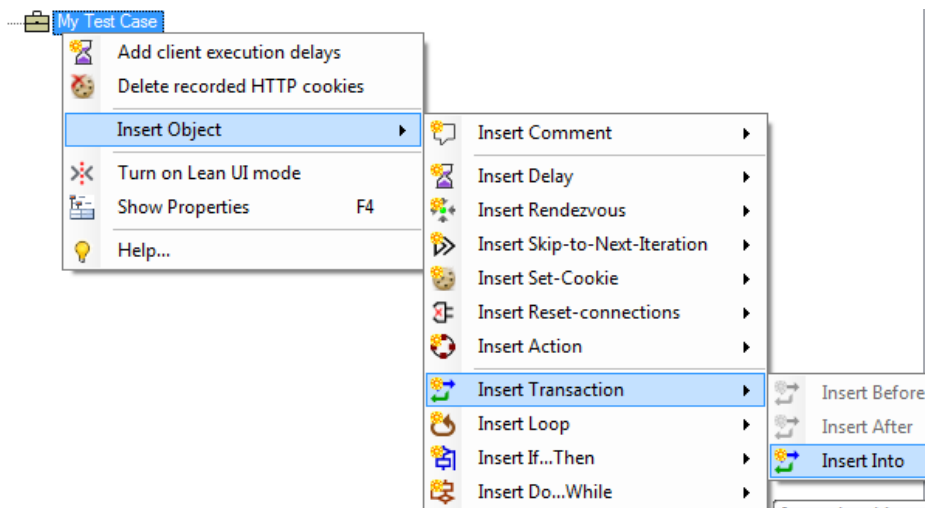 My Test Case
Add client execution delays
Delete recorded HTTP cookies
Insert Object
Turn on Lean UI mode
Show Properties F4
Help...
Insert Comment
Insert Delay
Insert Rendezvous
Insert Skip-to-Next-Iteration
Insert Set-Cookie
Insert Reset-connections
Insert Action
Insert Transaction
Insert Loop
Insert If...Then
Insert Do...While
Insert Before
Insert After
Insert Into